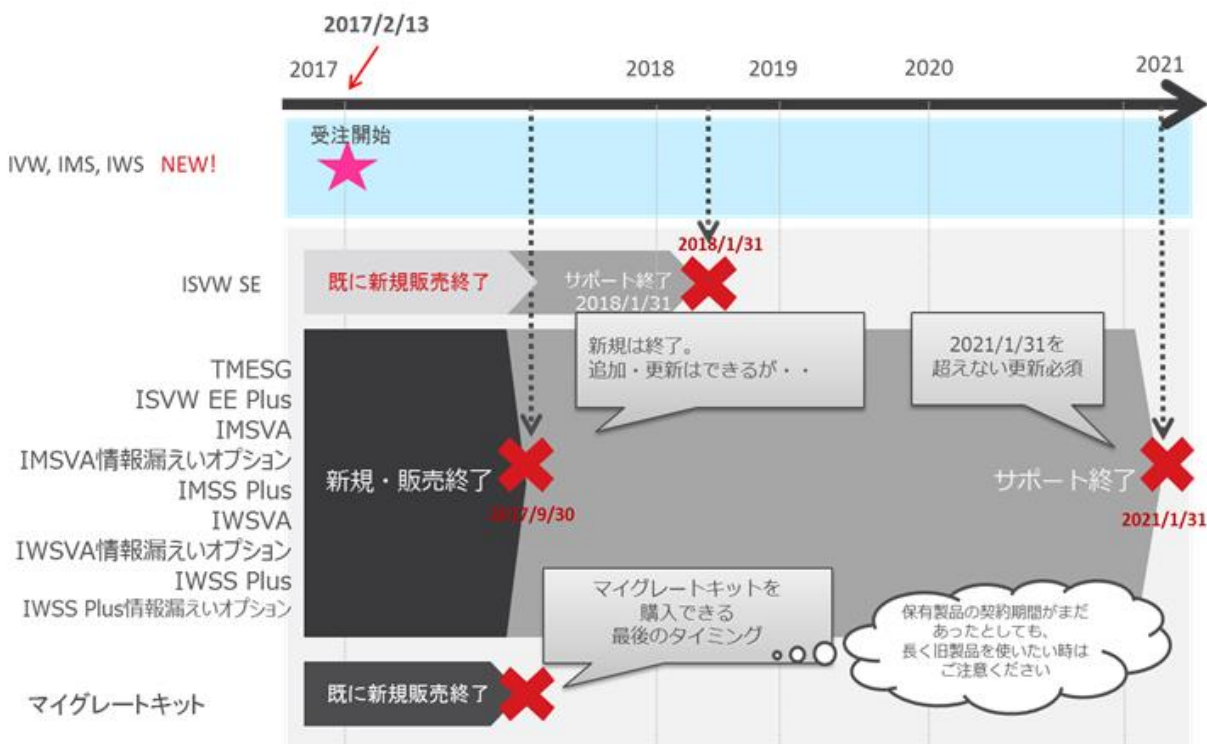 2017/2/13
2017
2018
2019
2020
2021
受注開始
IVW, IMS, IWS NEW!
2018/1/31
ISVW SE
既に新規販売終了
サポート終了
2018/1/31
新規は終了。
追加・更新はできるが・・
2021/1/31を
超えない更新必須
TMESG
ISVW EE Plus
IMSVA
IMSVA情報漏えいオプション
IMSS Plus
IWSVA
IWSVA情報漏えいオプション
IWSS Plus
IWSS Plus情報漏えいオプション
新規・販売終了
2017/9/30
サポート終了
2021/1/31
マイグレートキットを
購入できる
最後のタイミング
保有製品の契約期間がまだ
あったとしても、
長く旧製品を使いたい時は
ご注意ください
マイグレートキット
既に新規販売終了